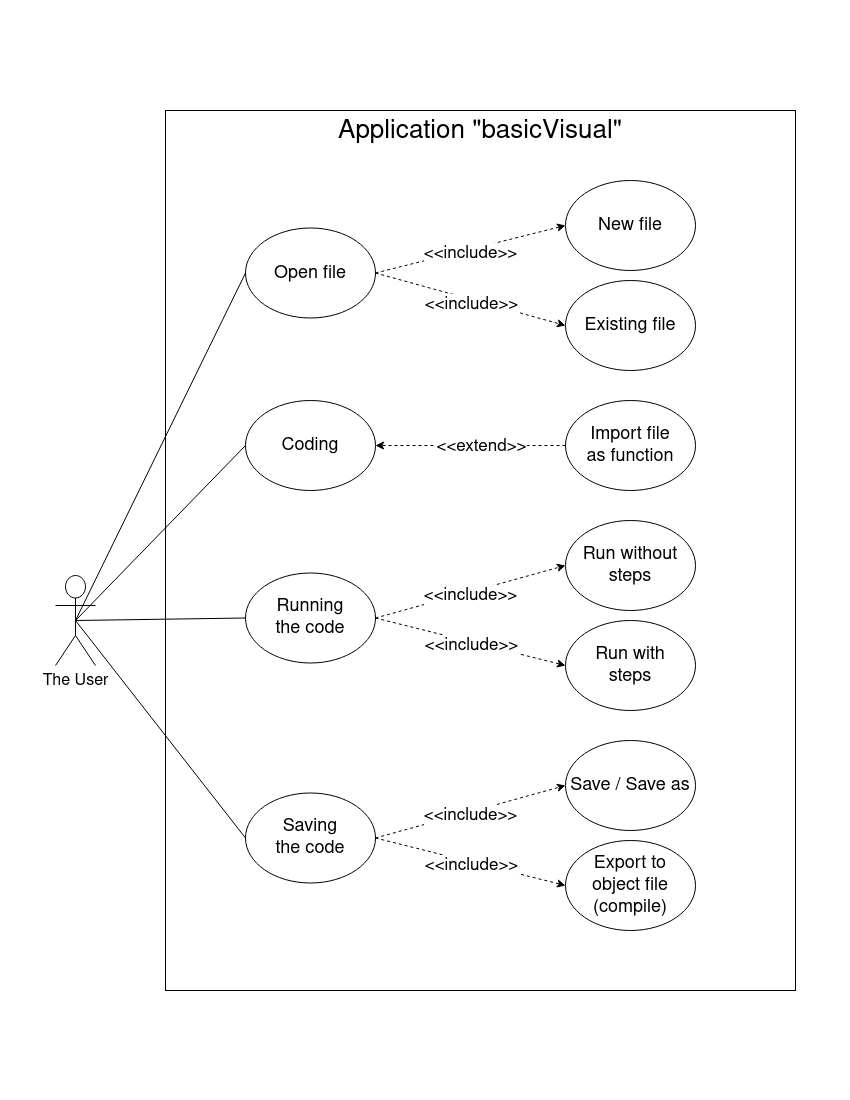 Application "basicVisual"
New file
<<include>>
Open file
<<include>>
Existing file
Coding
<<extend>>
Import file
as function
Run without
steps
<<include>>
Running
the code
<<include>>
Run with
steps
The User
Save / Save as
<<include>>
Saving
the code
<<include>>
Export to
object file
(compile)